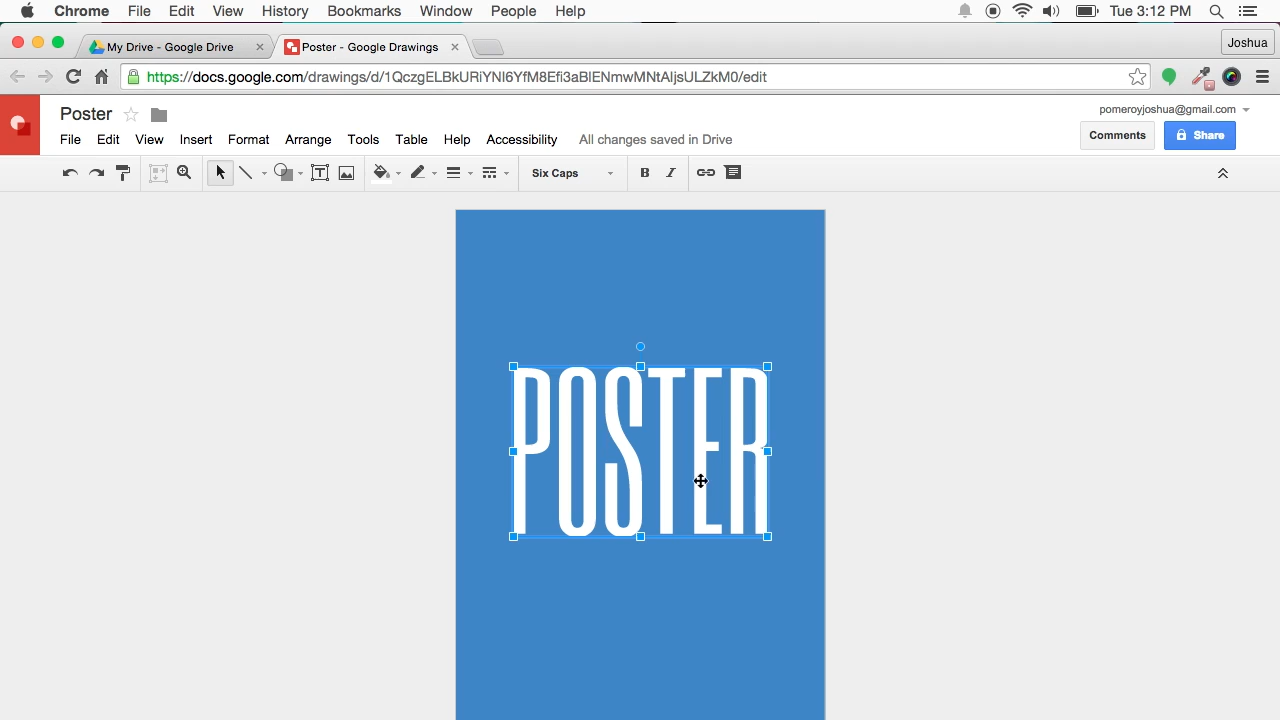 Chrome File Edit View History Bookmarks Window People Help Tue 3:12 PM
My Drive - Google Drive Poster - Google Drawings Joshua
https://docs.google.com/drawings/d/1QczgELBkURiYNI6YfM8Efi3aBIENmwMNtAIjsULZkM0/edit
Poster pomeroyjoshua@gmail.com
File Edit View Insert Format Arrange Tools Table Help Accessibility All changes saved in Drive Comments Share
Six Caps B I
POSTER